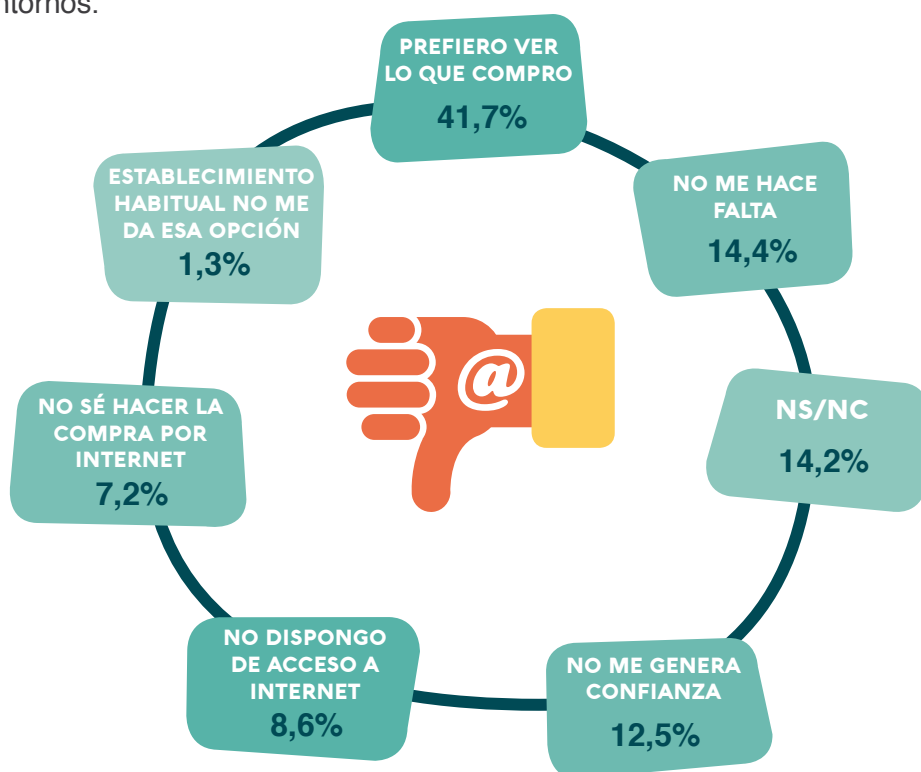 ntornos.
PREFIERO VER
LO QUE COMPRO
41,7%
NO ME HACE
FALTA
14,4%
NS/NC
14,2%
NO ME GENERA
CONFIANZA
12,5%
NO DISPONGO
DE ACCESO A
INTERNET
8,6%
NO SÉ HACER LA
COMPRA POR
INTERNET
7,2%
ESTABLECIMIENTO
HABITUAL NO ME
DA ESA OPCIÓN
1,3%
@